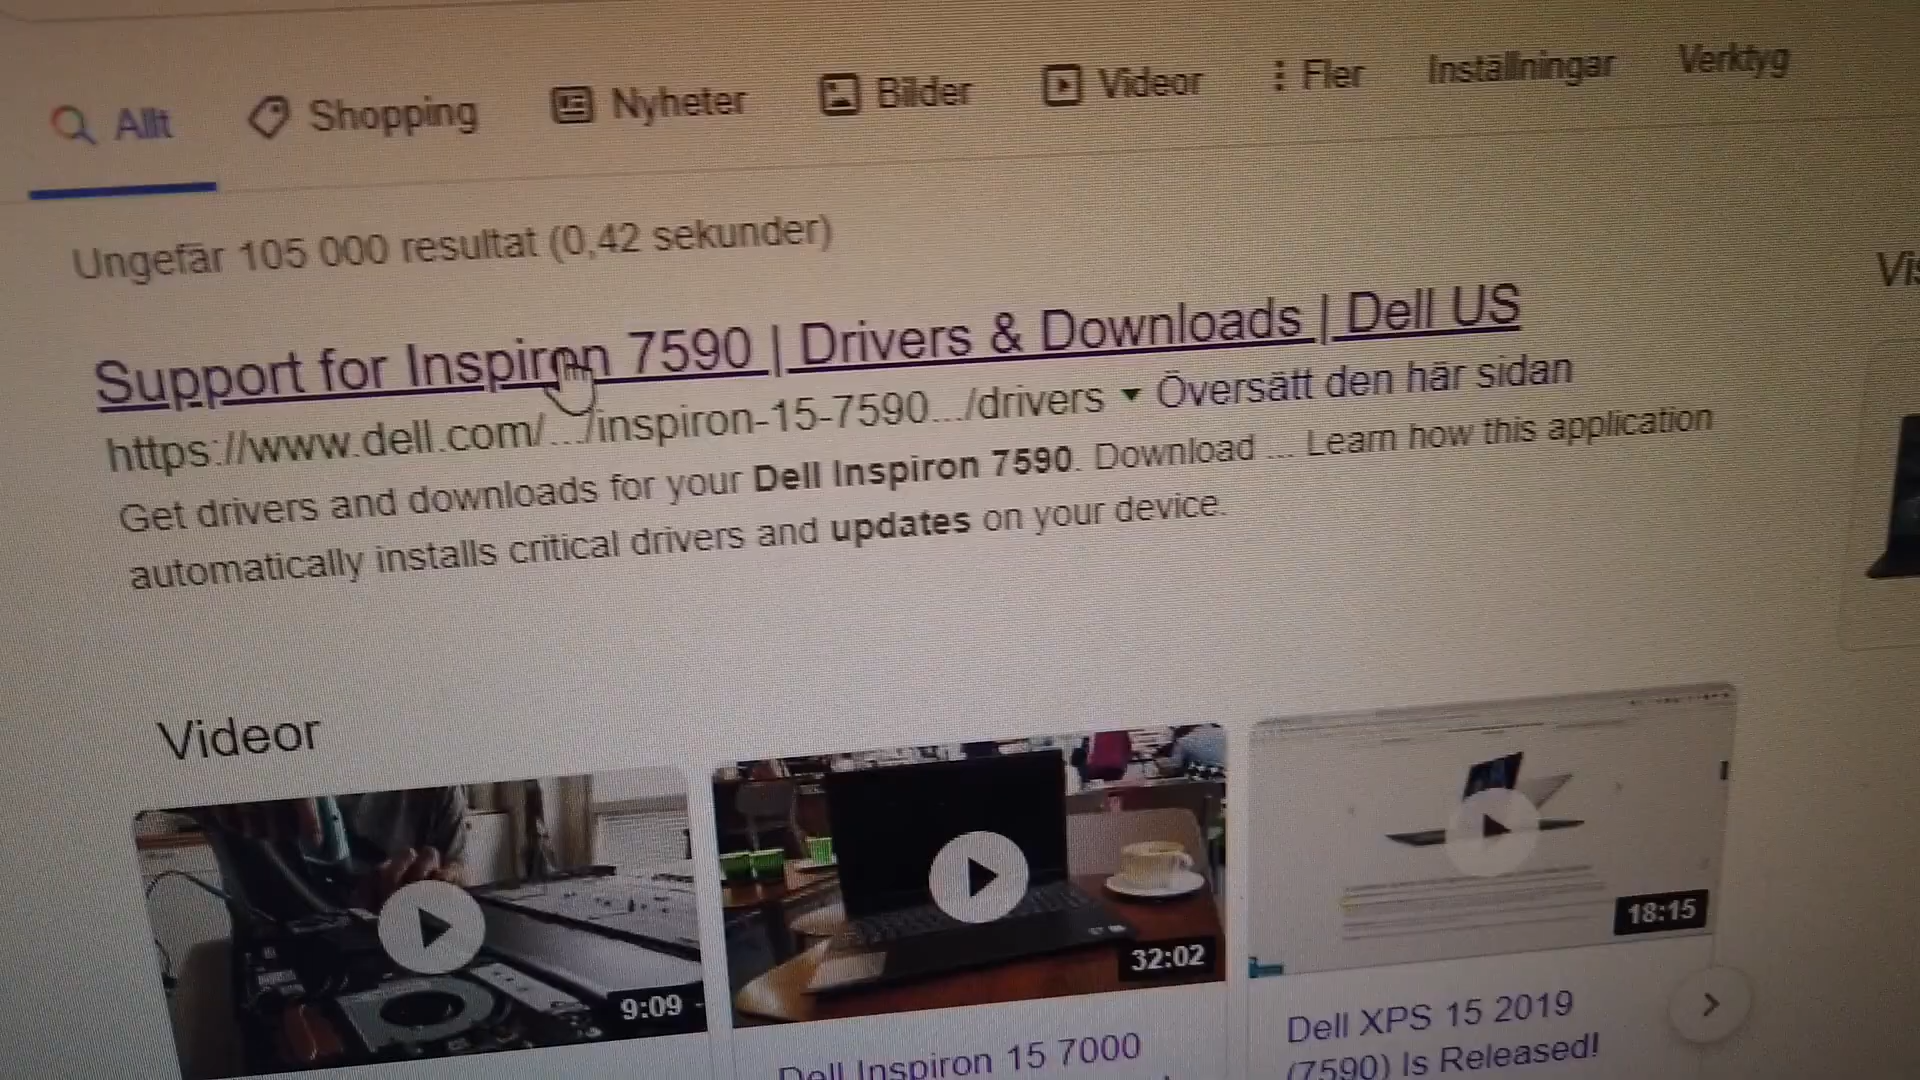 Allt Shopping Nyheter Bilder Videor Fler Inställningar Verktyg
Ungefär 105 000 resultat (0,42 sekunder)
Support for Inspiron 7590 | Drivers & Downloads | Dell US
https://www.dell.com/.../inspiron-15-7590.../drivers ▾ Översätt den här sidan
Get drivers and downloads for your Dell Inspiron 7590. Download ... Learn how this application
automatically installs critical drivers and updates on your device.
Videor
9:09
32:02
18:15
Dell Inspiron 15 7000
Dell XPS 15 2019
(7590) Is Released!